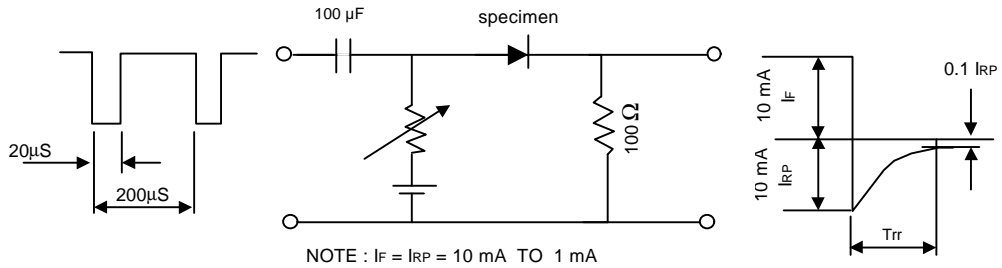 100 µF
specimen
20µS
200µS
100 Ω
10 mA
IF
10 mA
IRP
0.1 IRP
Trr
NOTE : IF = IRP = 10 mA TO 1 mA